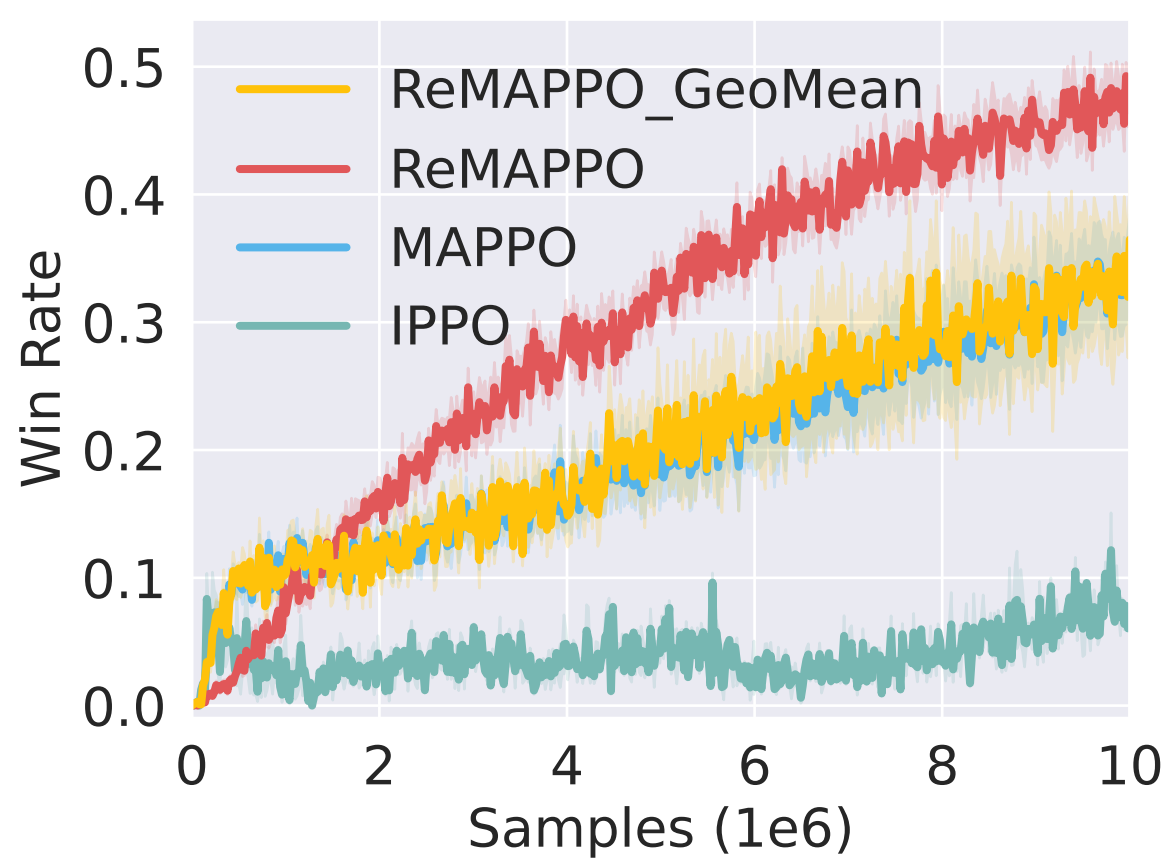 0.5
0.4
0.3
0.2
0.1
0.0
Win Rate
ReMAPPO_GeoMean
ReMAPPO
MAPPO
IPPO
0 2 4 6 8 10
Samples (1e6)